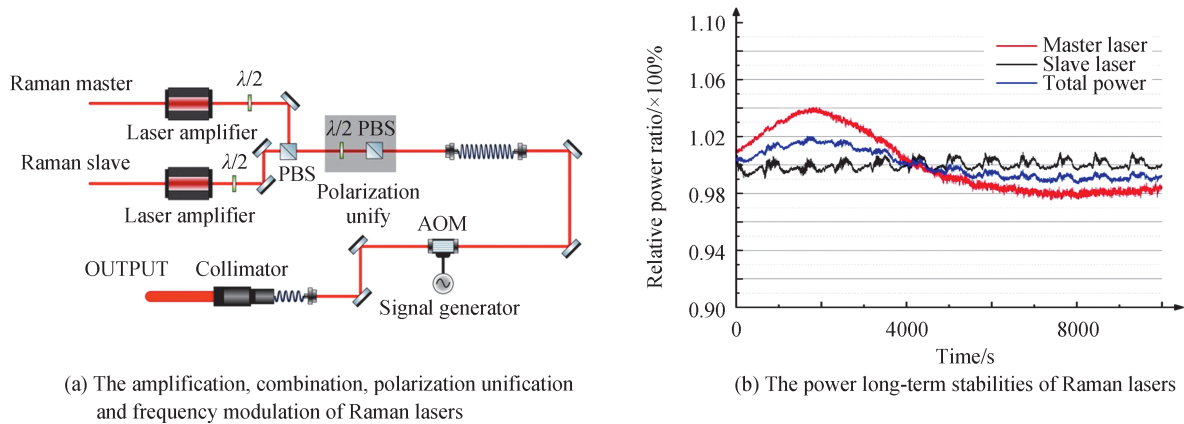 Raman master
λ/2
Laser amplifier
Raman slave
λ/2
Laser amplifier
PBS
λ/2 PBS
Polarization
unify
AOM
Signal generator
OUTPUT
Collimator
(a) The amplification, combination, polarization unification
and frequency modulation of Raman lasers
Relative power ratio/×100%
1.10
1.06
1.02
0.98
0.94
0.90
0
4000
8000
Time/s
Master laser
Slave laser
Total power
(b) The power long-term stabilities of Raman lasers